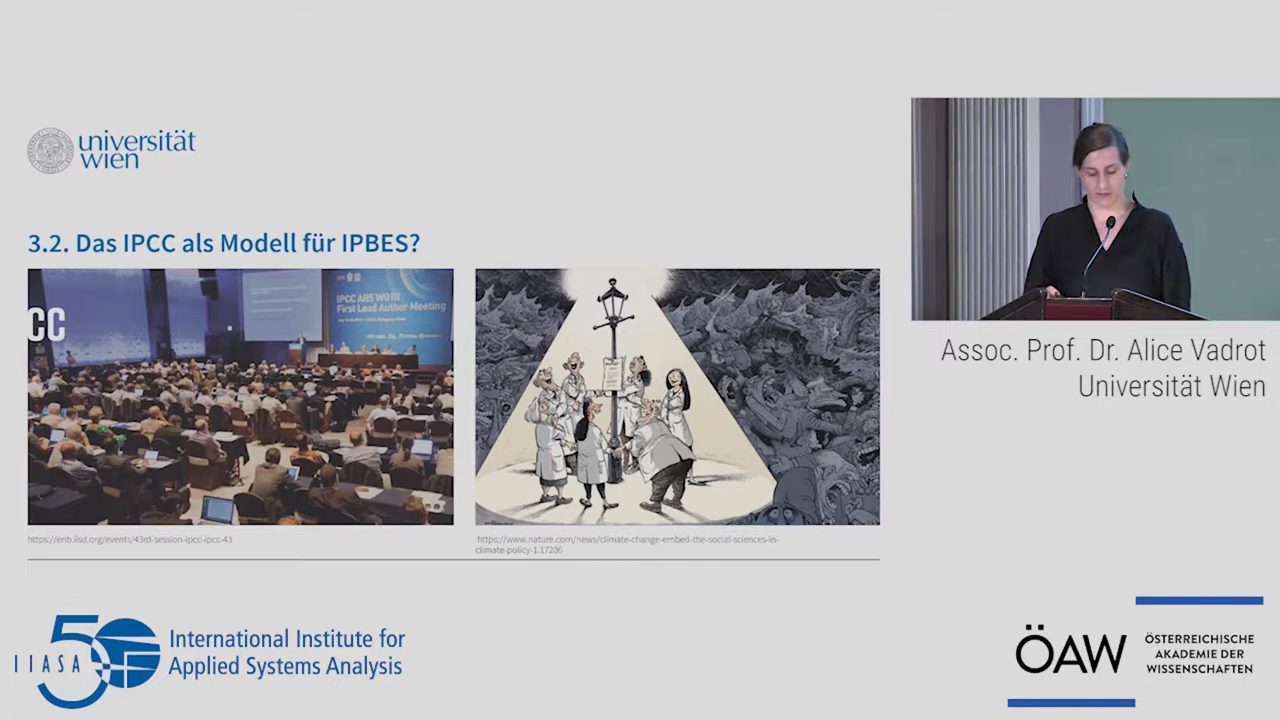 universität
wien
3.2. Das IPCC als Modell für IPBES?
CC
IPCC AR5 WG III
First Lead Author Meeting
https://enb.iisd.org/events/43rd-session-ipcc-ipcc-43
https://www.nature.com/news/climate-change-embed-the-social-sciences-in-
climate-policy-1.17206
Assoc. Prof. Dr. Alice Vadrot
Universität Wien
IIASA 50
International Institute for
Applied Systems Analysis
ÖAW
ÖSTERREICHISCHE
AKADEMIE DER
WISSENSCHAFTEN